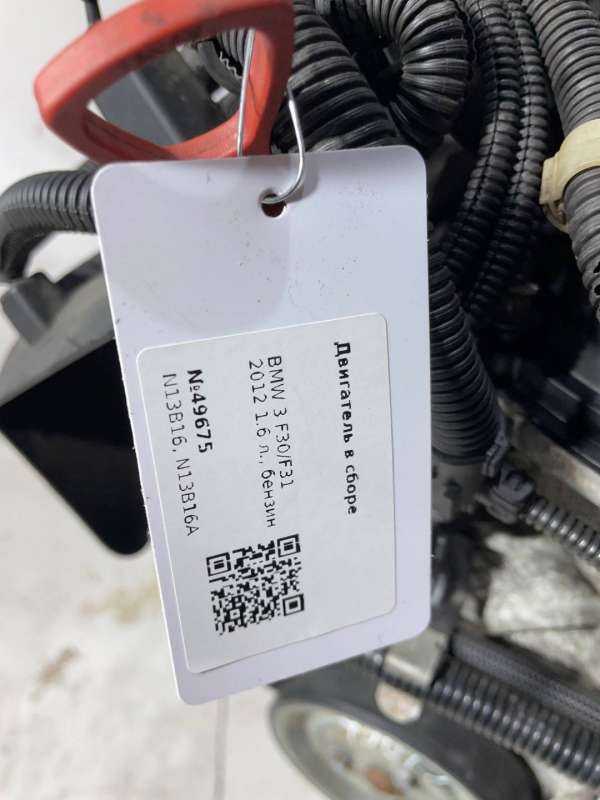 Двигатель в сборе
BMW 3 F30/F31
2012 1.6 л., бензин
№49675
N13B16, N13B16A